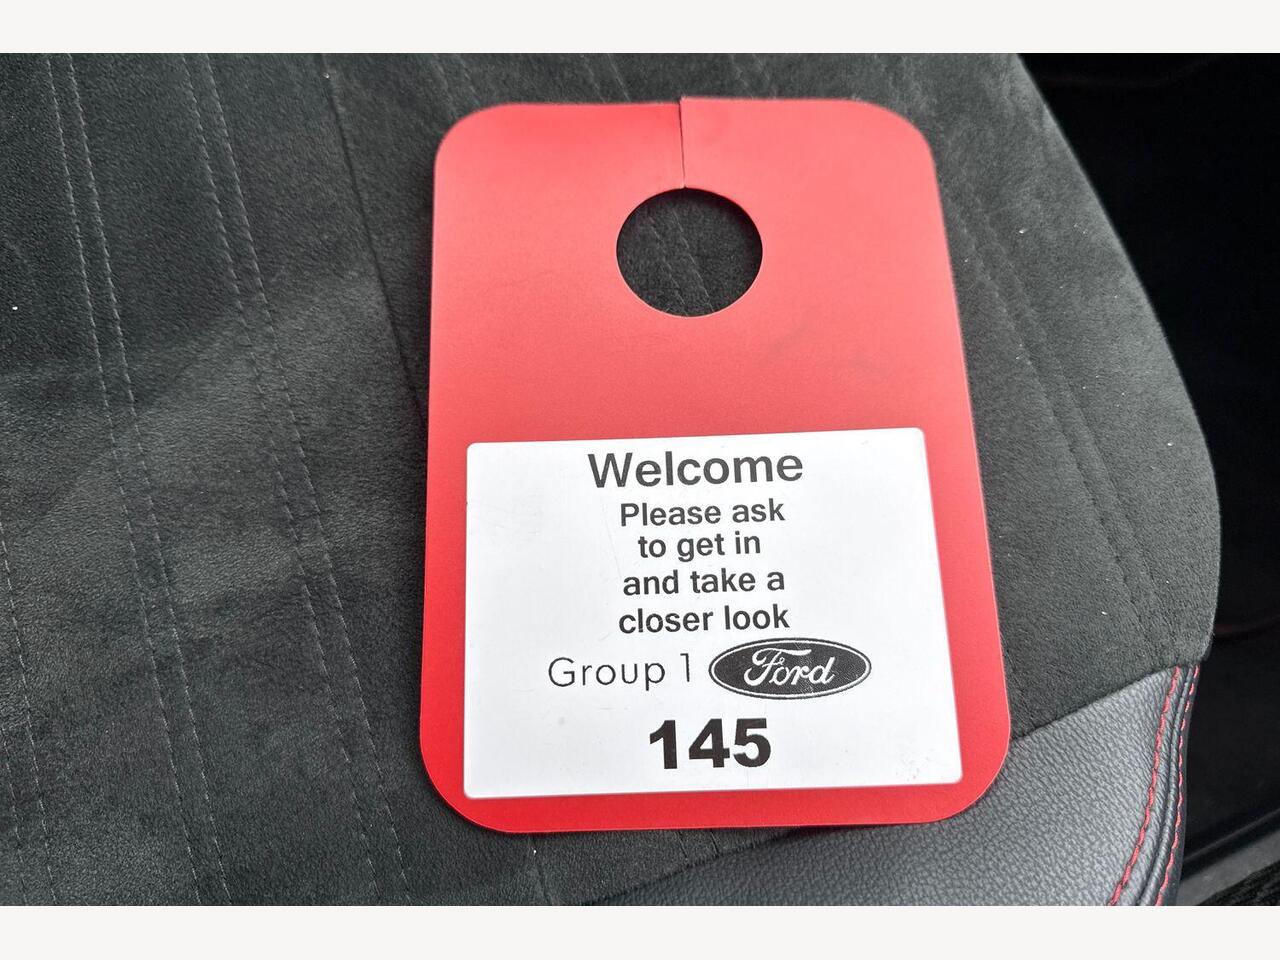 Welcome
Please ask
to get in
and take a
closer look
Group 1 Ford
145